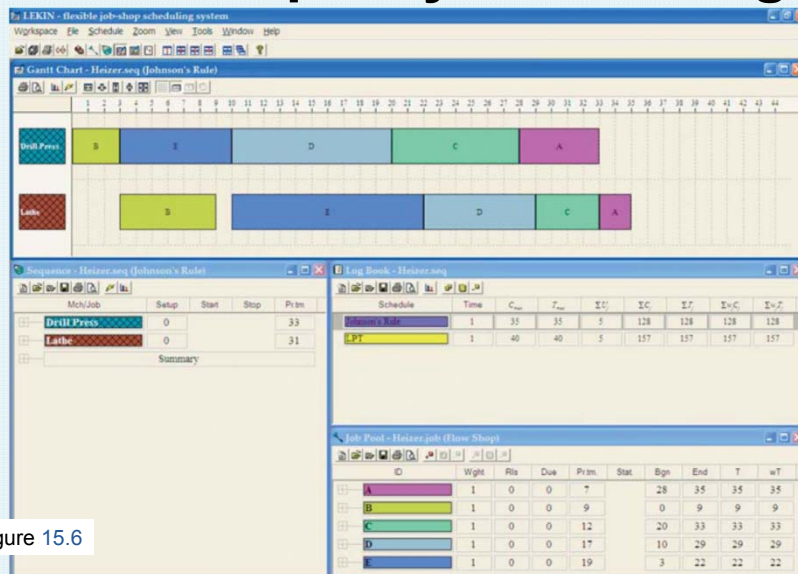 LEKIN - flexible job-shop scheduling system
Workspace File Schedule Zoom View Tools Window Help
Gantt Chart - Heizer.seq (Johnson's Rule)
1 2 3 4 5 6 7 8 9 10 11 12 13 14 15 16 17 18 19 20 21 22 23 24 25 26 27 28 29 30 31 32 33 34 35 36 37 38 39 40 41 42 43 44
Drill Press B E D C A
Lathe B E D C A
Sequence - Heizer.seq (Johnson's Rule)
Mch/Job Setup Start Stop Pr.tm
Drill Press 0 33
Lathe 0 31
Summary
Log Book - Heizer.seq
Schedule Time Cmax Tmax ΣUj ΣCj ΣTj ΣwjCj ΣwjTj
Johnson's Rule 1 35 35 5 128 128 128 128
LPT 1 40 40 5 157 157 157 157
Job Pool - Heizer.job (Flow Shop)
ID Wght Rls Due Pr.tm. Stat Bgn End T wT
A 1 0 0 7 28 35 35 35
B 1 0 0 9 0 9 9 9
C 1 0 0 12 20 33 33 33
D 1 0 0 17 10 29 29 29
E 1 0 0 19 3 22 22 22
gure 15.6